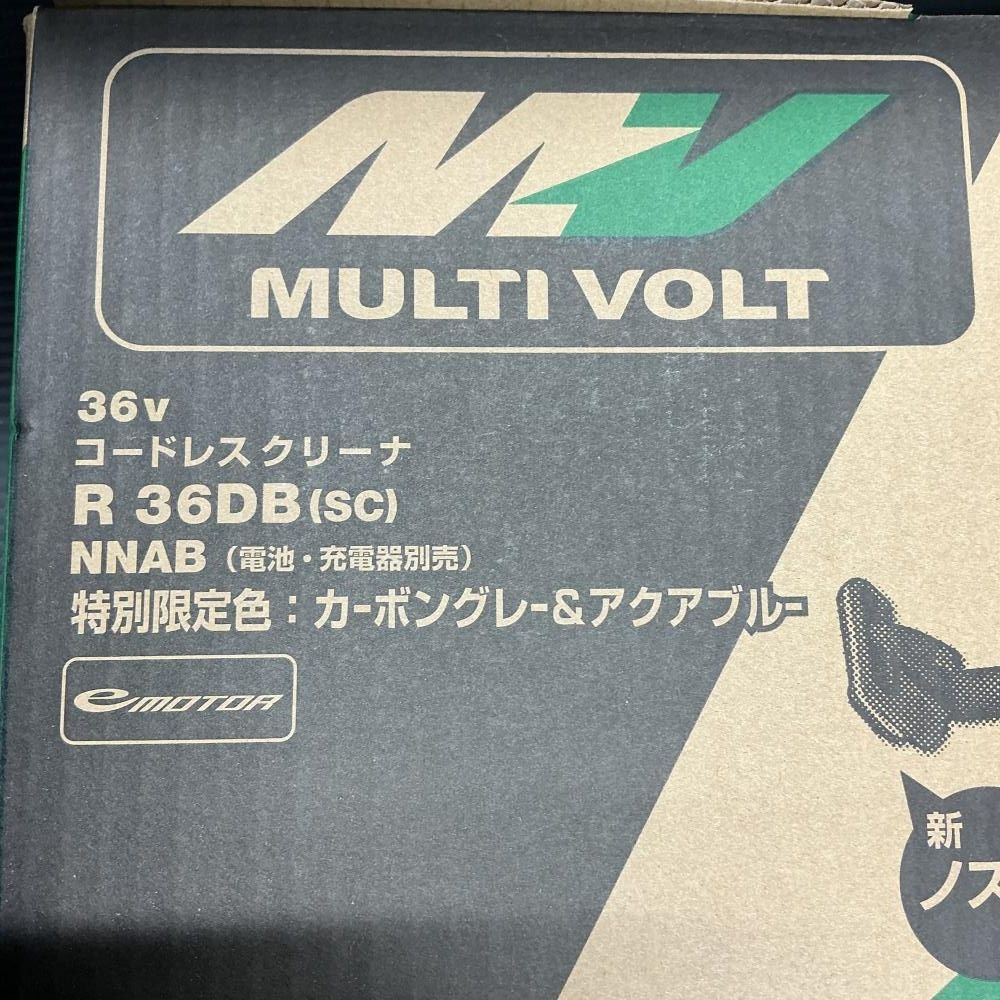 MV
MULTI VOLT
36v
コードレスクリーナ
R 36DB(SC)
NNAB（電池・充電器別売）
特別限定色：カーボングレー&アクアブルー
eMOTOR
新
ノズ